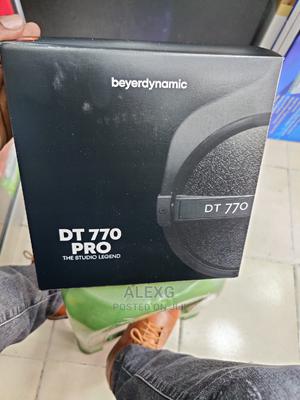 beyerdynamic
DT 770
DT 770
PRO
THE STUDIO LEGEND
ALEXG
POSTED ON JIJI